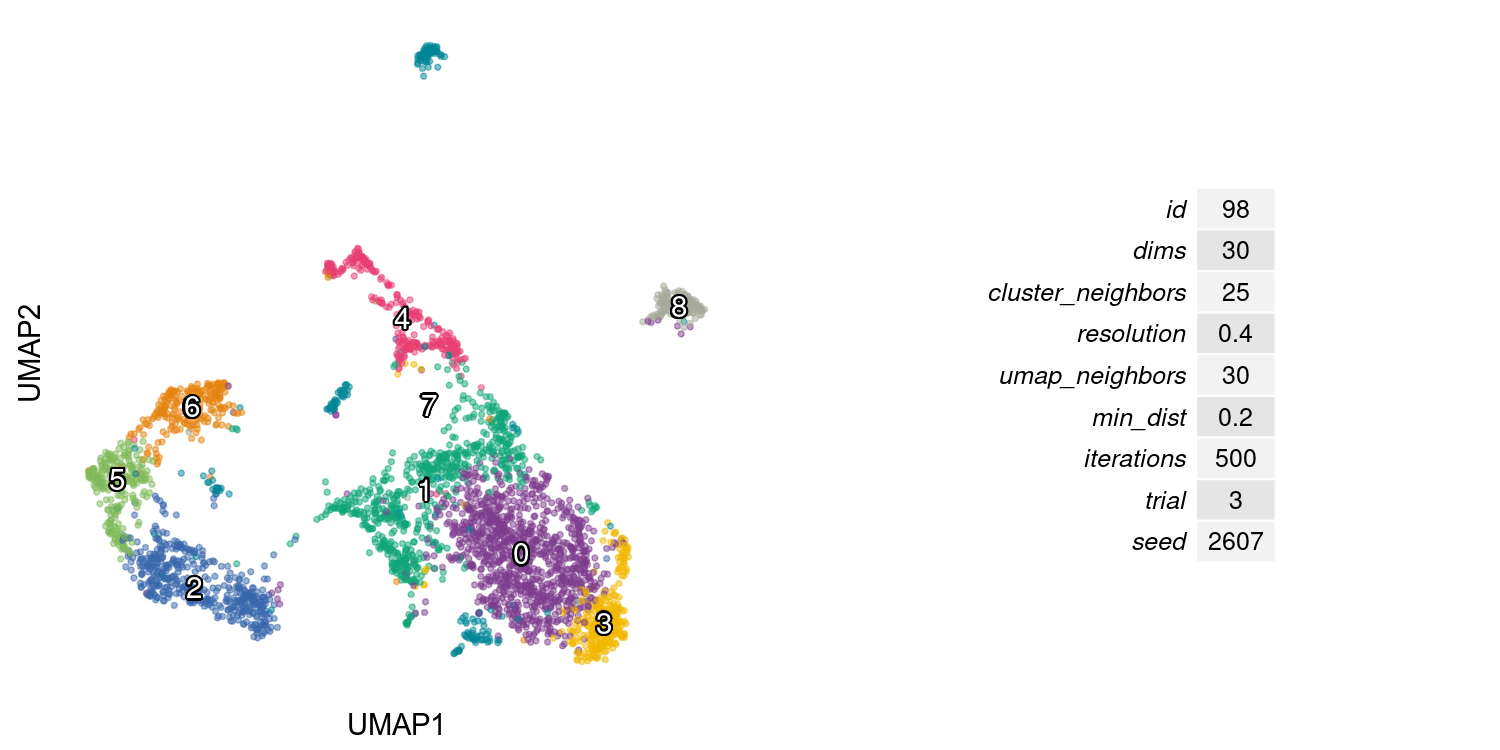 4
8
7
6
5
1
0
2
3
UMAP1
UMAP2
id 98
dims 30
cluster_neighbors 25
resolution 0.4
umap_neighbors 30
min_dist 0.2
iterations 500
trial 3
seed 2607